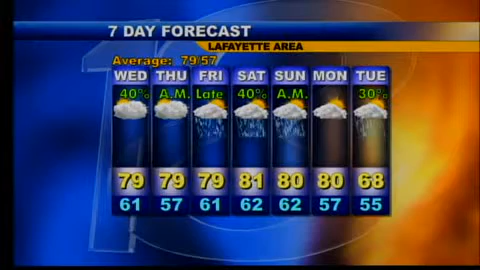 7 DAY FORECAST
LAFAYETTE AREA
Average: 79/57
WED THU FRI SAT SUN MON TUE
40% A.M. Late 40% A.M. 30%
79 79 79 81 80 80 68
61 57 61 62 62 57 55